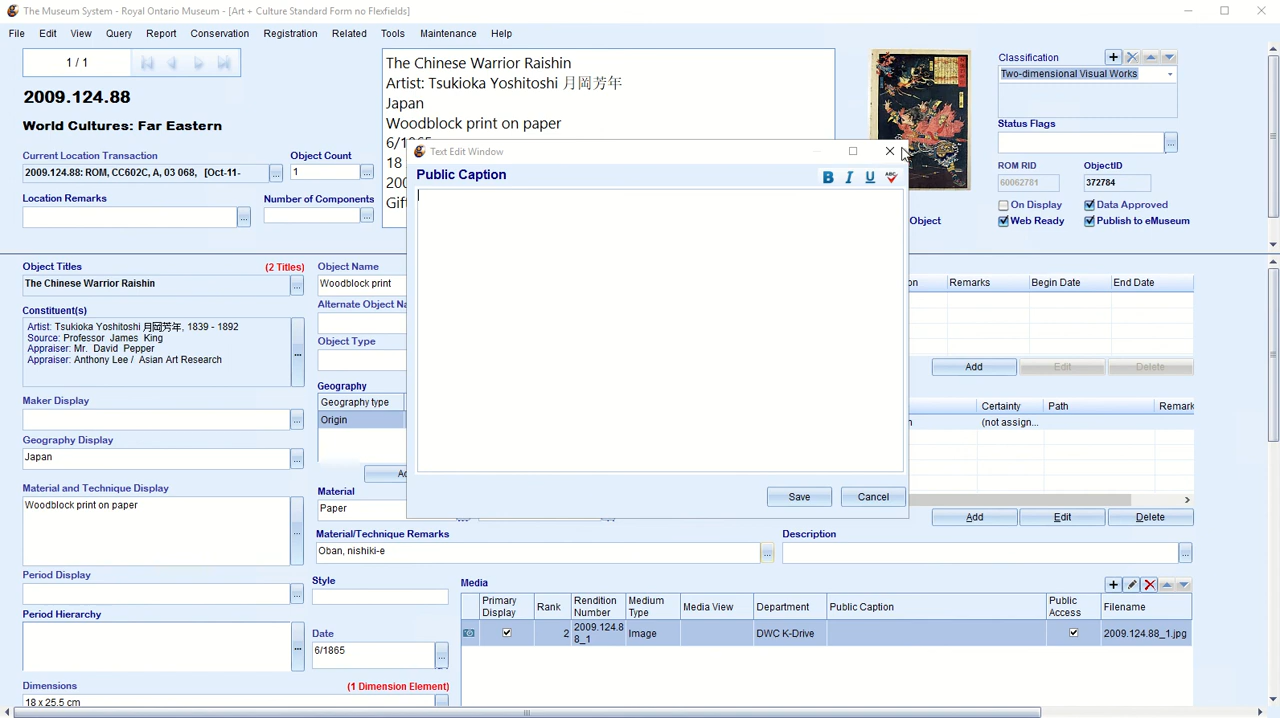 The Museum System - Royal Ontario Museum - [Art + Culture Standard Form no Flexfields]
File Edit View Query Report Conservation Registration Related Tools Maintenance Help
1 / 1
2009.124.88
World Cultures: Far Eastern
Current Location Transaction Object Count
2009.124.88: ROM, CC602C, A, 03 068, [Oct-11- ... 1 ...
Location Remarks Number of Components
... ...
The Chinese Warrior Raishin
Artist: Tsukioka Yoshitoshi 月岡芳年
Japan
Woodblock print on paper
6/1865
18
200
Gift
Classification
Two-dimensional Visual Works
Status Flags
...
ROM RID ObjectID
60062781 372784
On Display Data Approved
Object Web Ready Publish to eMuseum
Text Edit Window
Public Caption B I U ABC
Save Cancel
Object Titles (2 Titles)
The Chinese Warrior Raishin ...
Constituent(s)
Artist: Tsukioka Yoshitoshi 月岡芳年, 1839 - 1892
Source: Professor James King
Appraiser: Mr. David Pepper
Appraiser: Anthony Lee / Asian Art Research
...
Maker Display
...
Geography Display
Japan ...
Material and Technique Display
Woodblock print on paper
...
Period Display
...
Period Hierarchy
...
Dimensions (1 Dimension Element)
18 x 25.5 cm
Object Name
Woodblock print
Alternate Object Na
Object Type
Geography
Geography type
Origin
Ad
Material
Paper
Material/Technique Remarks
Oban, nishiki-e ...
Style
Date
6/1865 ...
on Remarks Begin Date End Date
Add Edit Delete
Certainty Path Remark
n (not assign...
Add Edit Delete
Description
...
Media
Primary Display Rank Rendition Number Medium Type Media View Department Public Caption Public Access Filename
2 2009.124.88_1 Image DWC K-Drive 2009.124.88_1.jpg